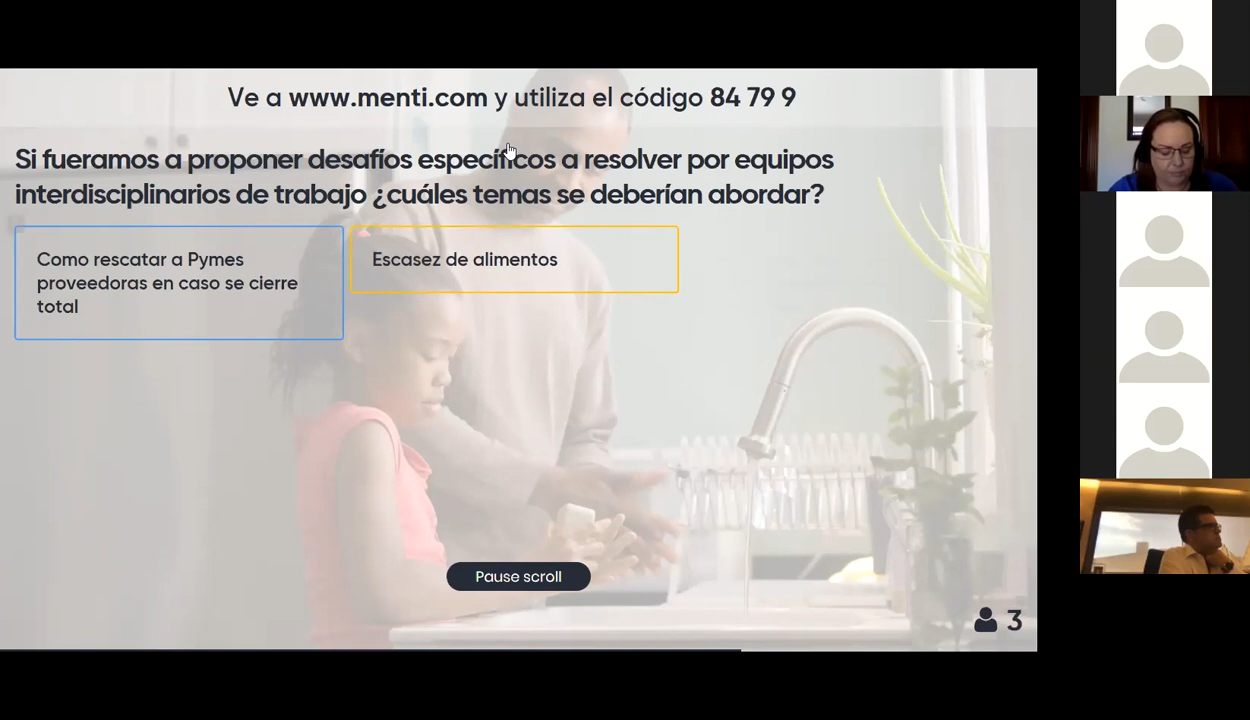 Ve a www.menti.com y utiliza el código 84 79 9
Si fueramos a proponer desafíos específicos a resolver por equipos
interdisciplinarios de trabajo ¿cuáles temas se deberían abordar?
Como rescatar a Pymes
proveedoras en caso se cierre
total
Escasez de alimentos
Pause scroll
3